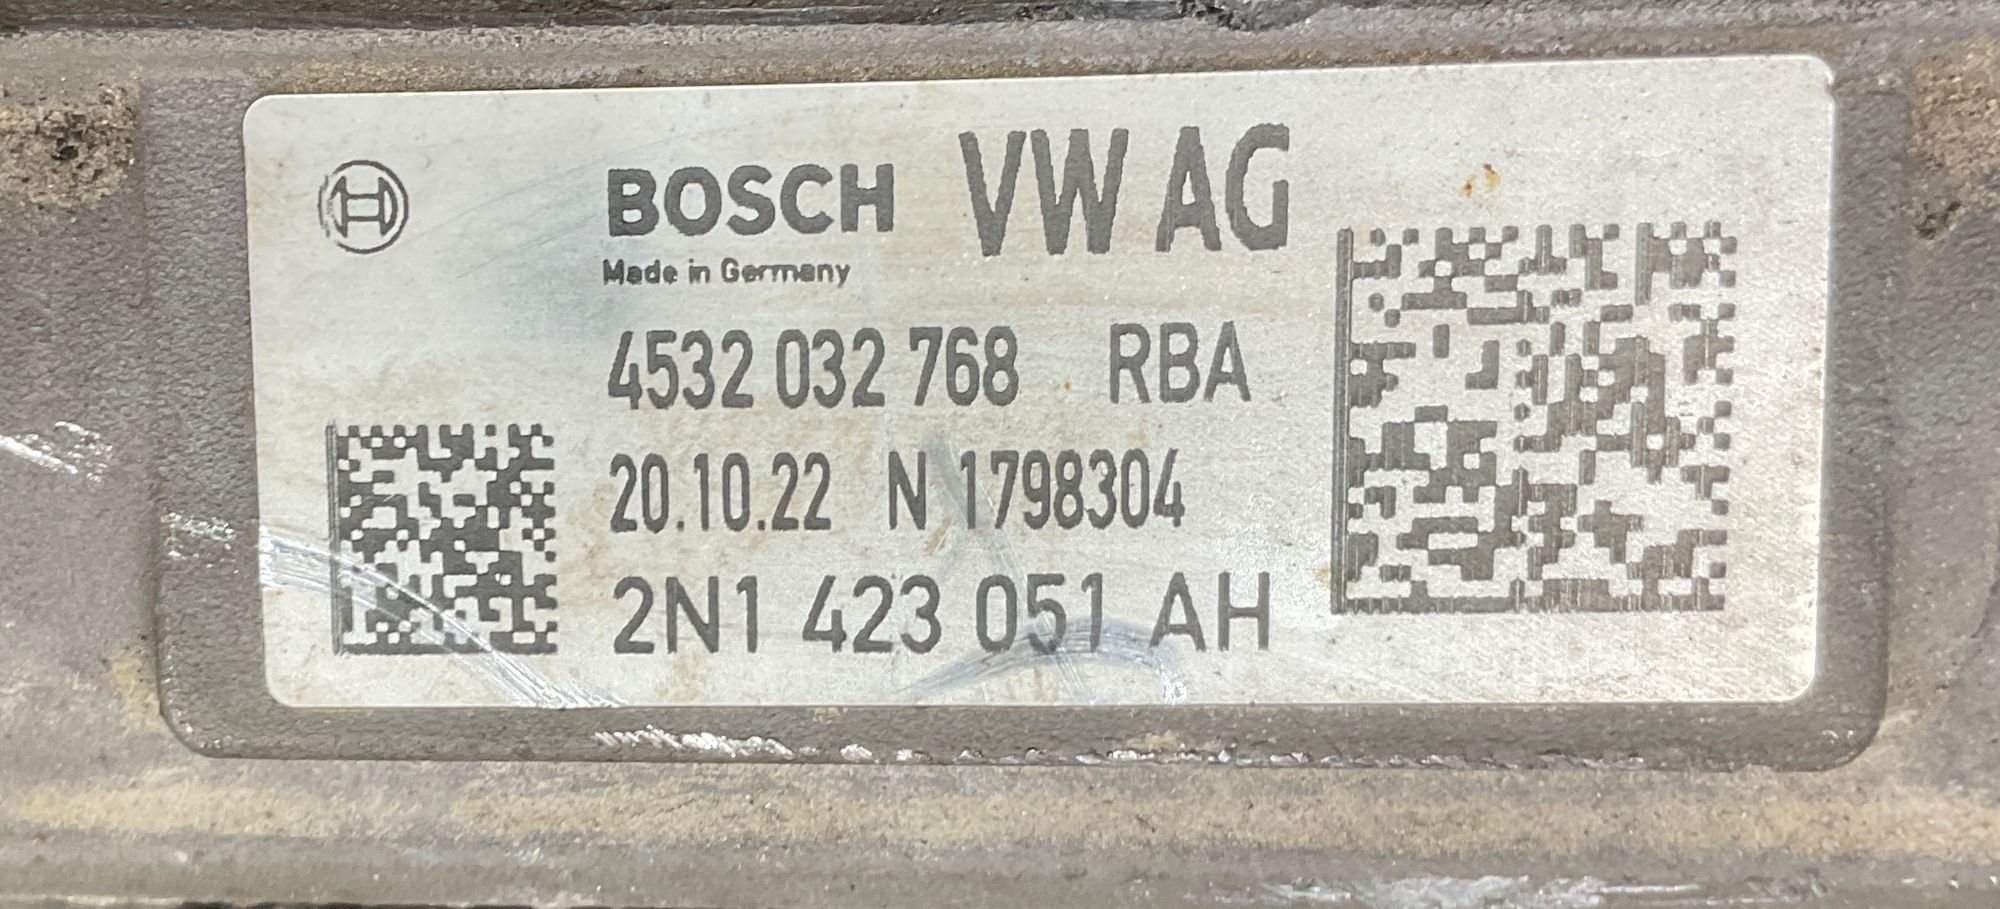 BOSCH VW AG
Made in Germany
4532 032 768 RBA
20.10.22 N 1798304
2N1 423 051 AH